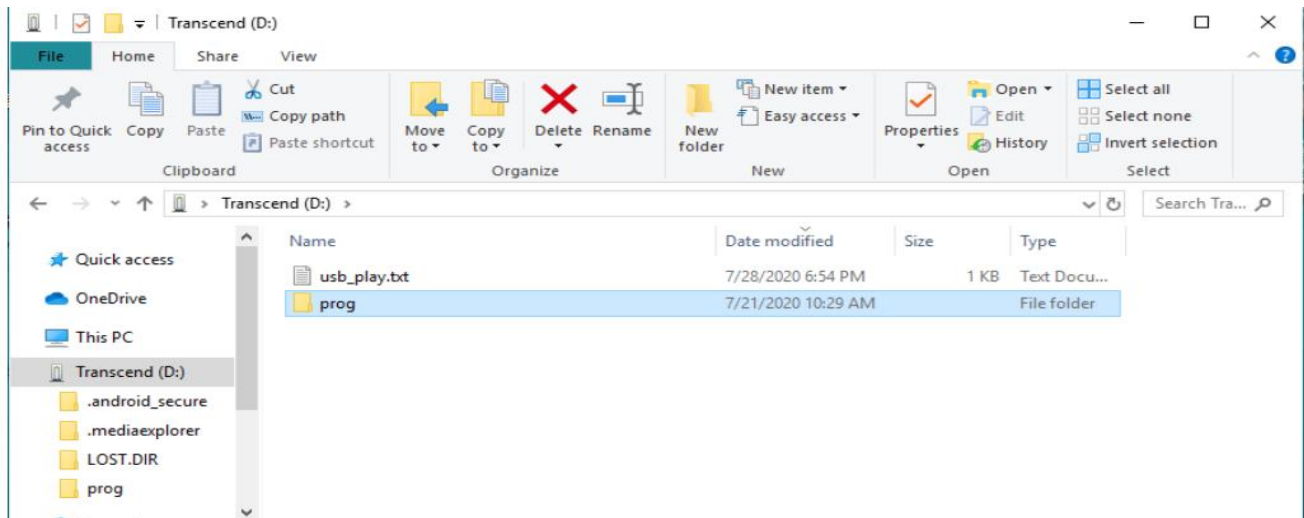 Transcend (D:)
File Home Share View
Pin to Quick access
Copy
Paste
Cut
Copy path
Paste shortcut
Move to
Copy to
Delete
Rename
New folder
New item
Easy access
Properties
Open
Edit
History
Select all
Select none
Invert selection
Clipboard Organize New Open Select
Transcend (D:)
Search Tra...
Name Date modified Size Type
usb_play.txt 7/28/2020 6:54 PM 1 KB Text Docu...
prog 7/21/2020 10:29 AM File folder
Quick access
OneDrive
This PC
Transcend (D:)
.android_secure
.mediaexplorer
LOST.DIR
prog